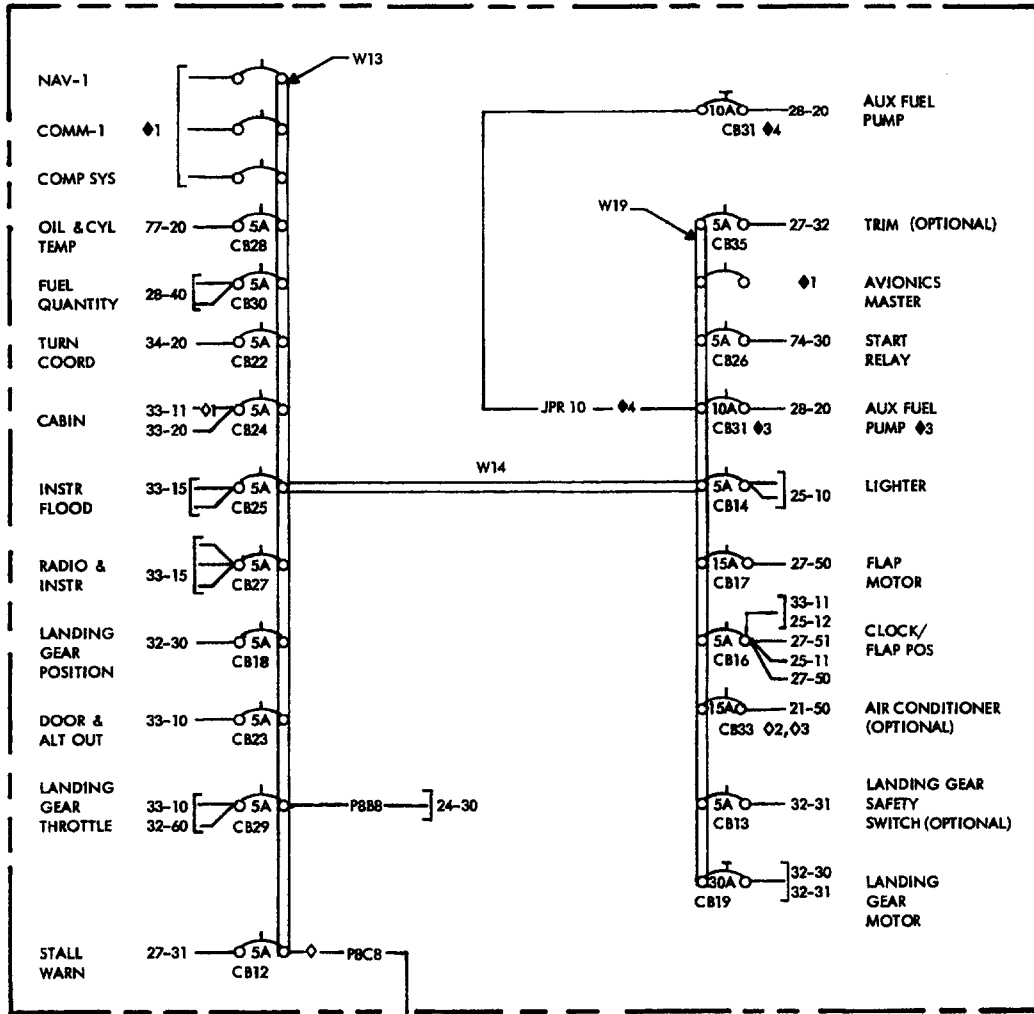 W13
NAV-1
COMM-1 ♦1
COMP SYS
OIL & CYL 77-20 5A
TEMP CB28
FUEL 28-40 5A
QUANTITY CB30
TURN 34-20 5A
COORD CB22
CABIN 33-11 ◊1 5A
33-20 CB24
INSTR 33-15 5A
FLOOD CB25
RADIO & 33-15 5A
INSTR CB27
LANDING 32-30 5A
GEAR CB18
POSITION
DOOR & 33-10 5A
ALT OUT CB23
LANDING
GEAR 33-10 5A P8B8 24-30
THROTTLE 32-60 CB29
STALL 27-31 5A ◊ P8C8
WARN CB12
W14
10A 28-20 AUX FUEL
CB31 ♦4 PUMP
W19
5A 27-32 TRIM (OPTIONAL)
CB35
♦1 AVIONICS
MASTER
5A 74-30 START
CB26 RELAY
JPR 10 ♦4 10A 28-20 AUX FUEL
CB31 ♦3 PUMP ♦3
5A 25-10 LIGHTER
CB14
15A 27-50 FLAP
CB17 MOTOR
33-11
25-12
5A 27-51 CLOCK/
CB16 25-11 FLAP POS
27-50
15A 21-50 AIR CONDITIONER
CB33 ◊2,◊3 (OPTIONAL)
LANDING GEAR
5A 32-31 SAFETY
CB13 SWITCH (OPTIONAL)
30A 32-30 LANDING
CB19 32-31 GEAR
MOTOR